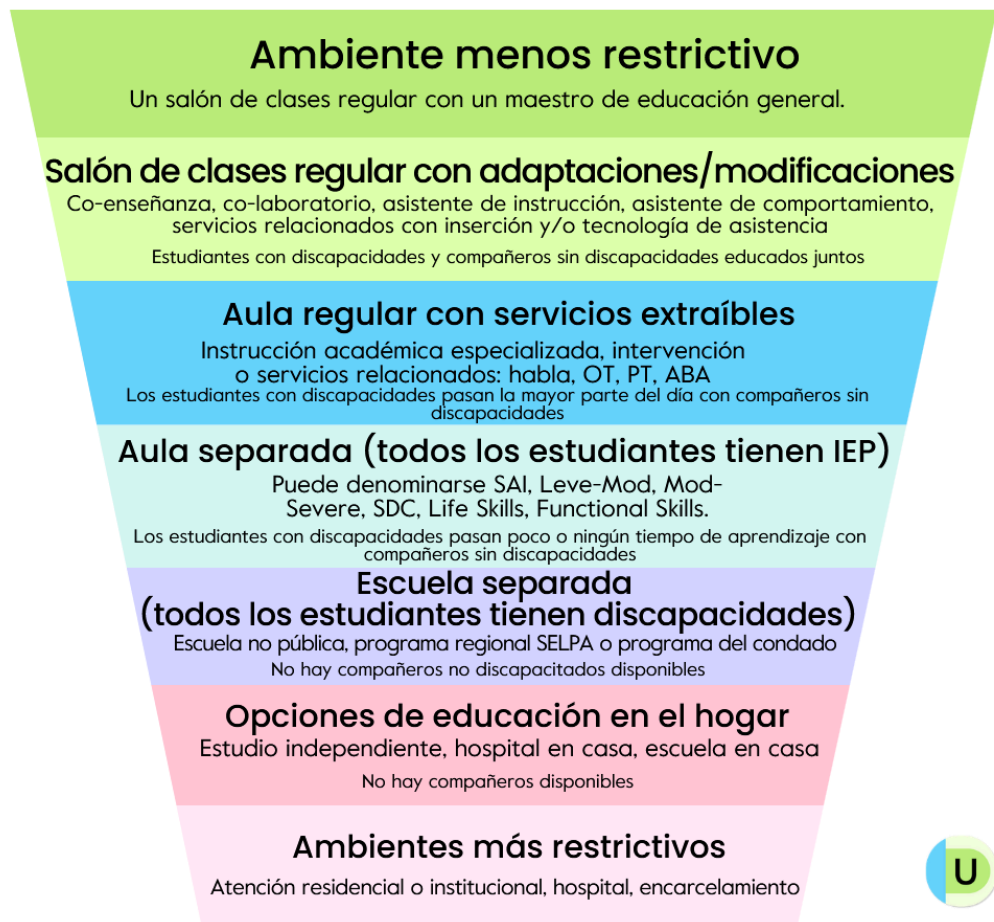 Ambiente menos restrictivo
Un salón de clases regular con un maestro de educación general.
Salón de clases regular con adaptaciones/modificaciones
Co-enseñanza, co-laboratorio, asistente de instrucción, asistente de comportamiento,
servicios relacionados con inserción y/o tecnología de asistencia
Estudiantes con discapacidades y compañeros sin discapacidades educados juntos
Aula regular con servicios extraíbles
Instrucción académica especializada, intervención
o servicios relacionados: habla, OT, PT, ABA
Los estudiantes con discapacidades pasan la mayor parte del día con compañeros sin
discapacidades
Aula separada (todos los estudiantes tienen IEP)
Puede denominarse SAI, Leve-Mod, Mod-
Severe, SDC, Life Skills, Functional Skills.
Los estudiantes con discapacidades pasan poco o ningún tiempo de aprendizaje con
compañeros sin discapacidades
Escuela separada
(todos los estudiantes tienen discapacidades)
Escuela no pública, programa regional SELPA o programa del condado
No hay compañeros no discapacitados disponibles
Opciones de educación en el hogar
Estudio independiente, hospital en casa, escuela en casa
No hay compañeros disponibles
Ambientes más restrictivos
Atención residencial o institucional, hospital, encarcelamiento
U